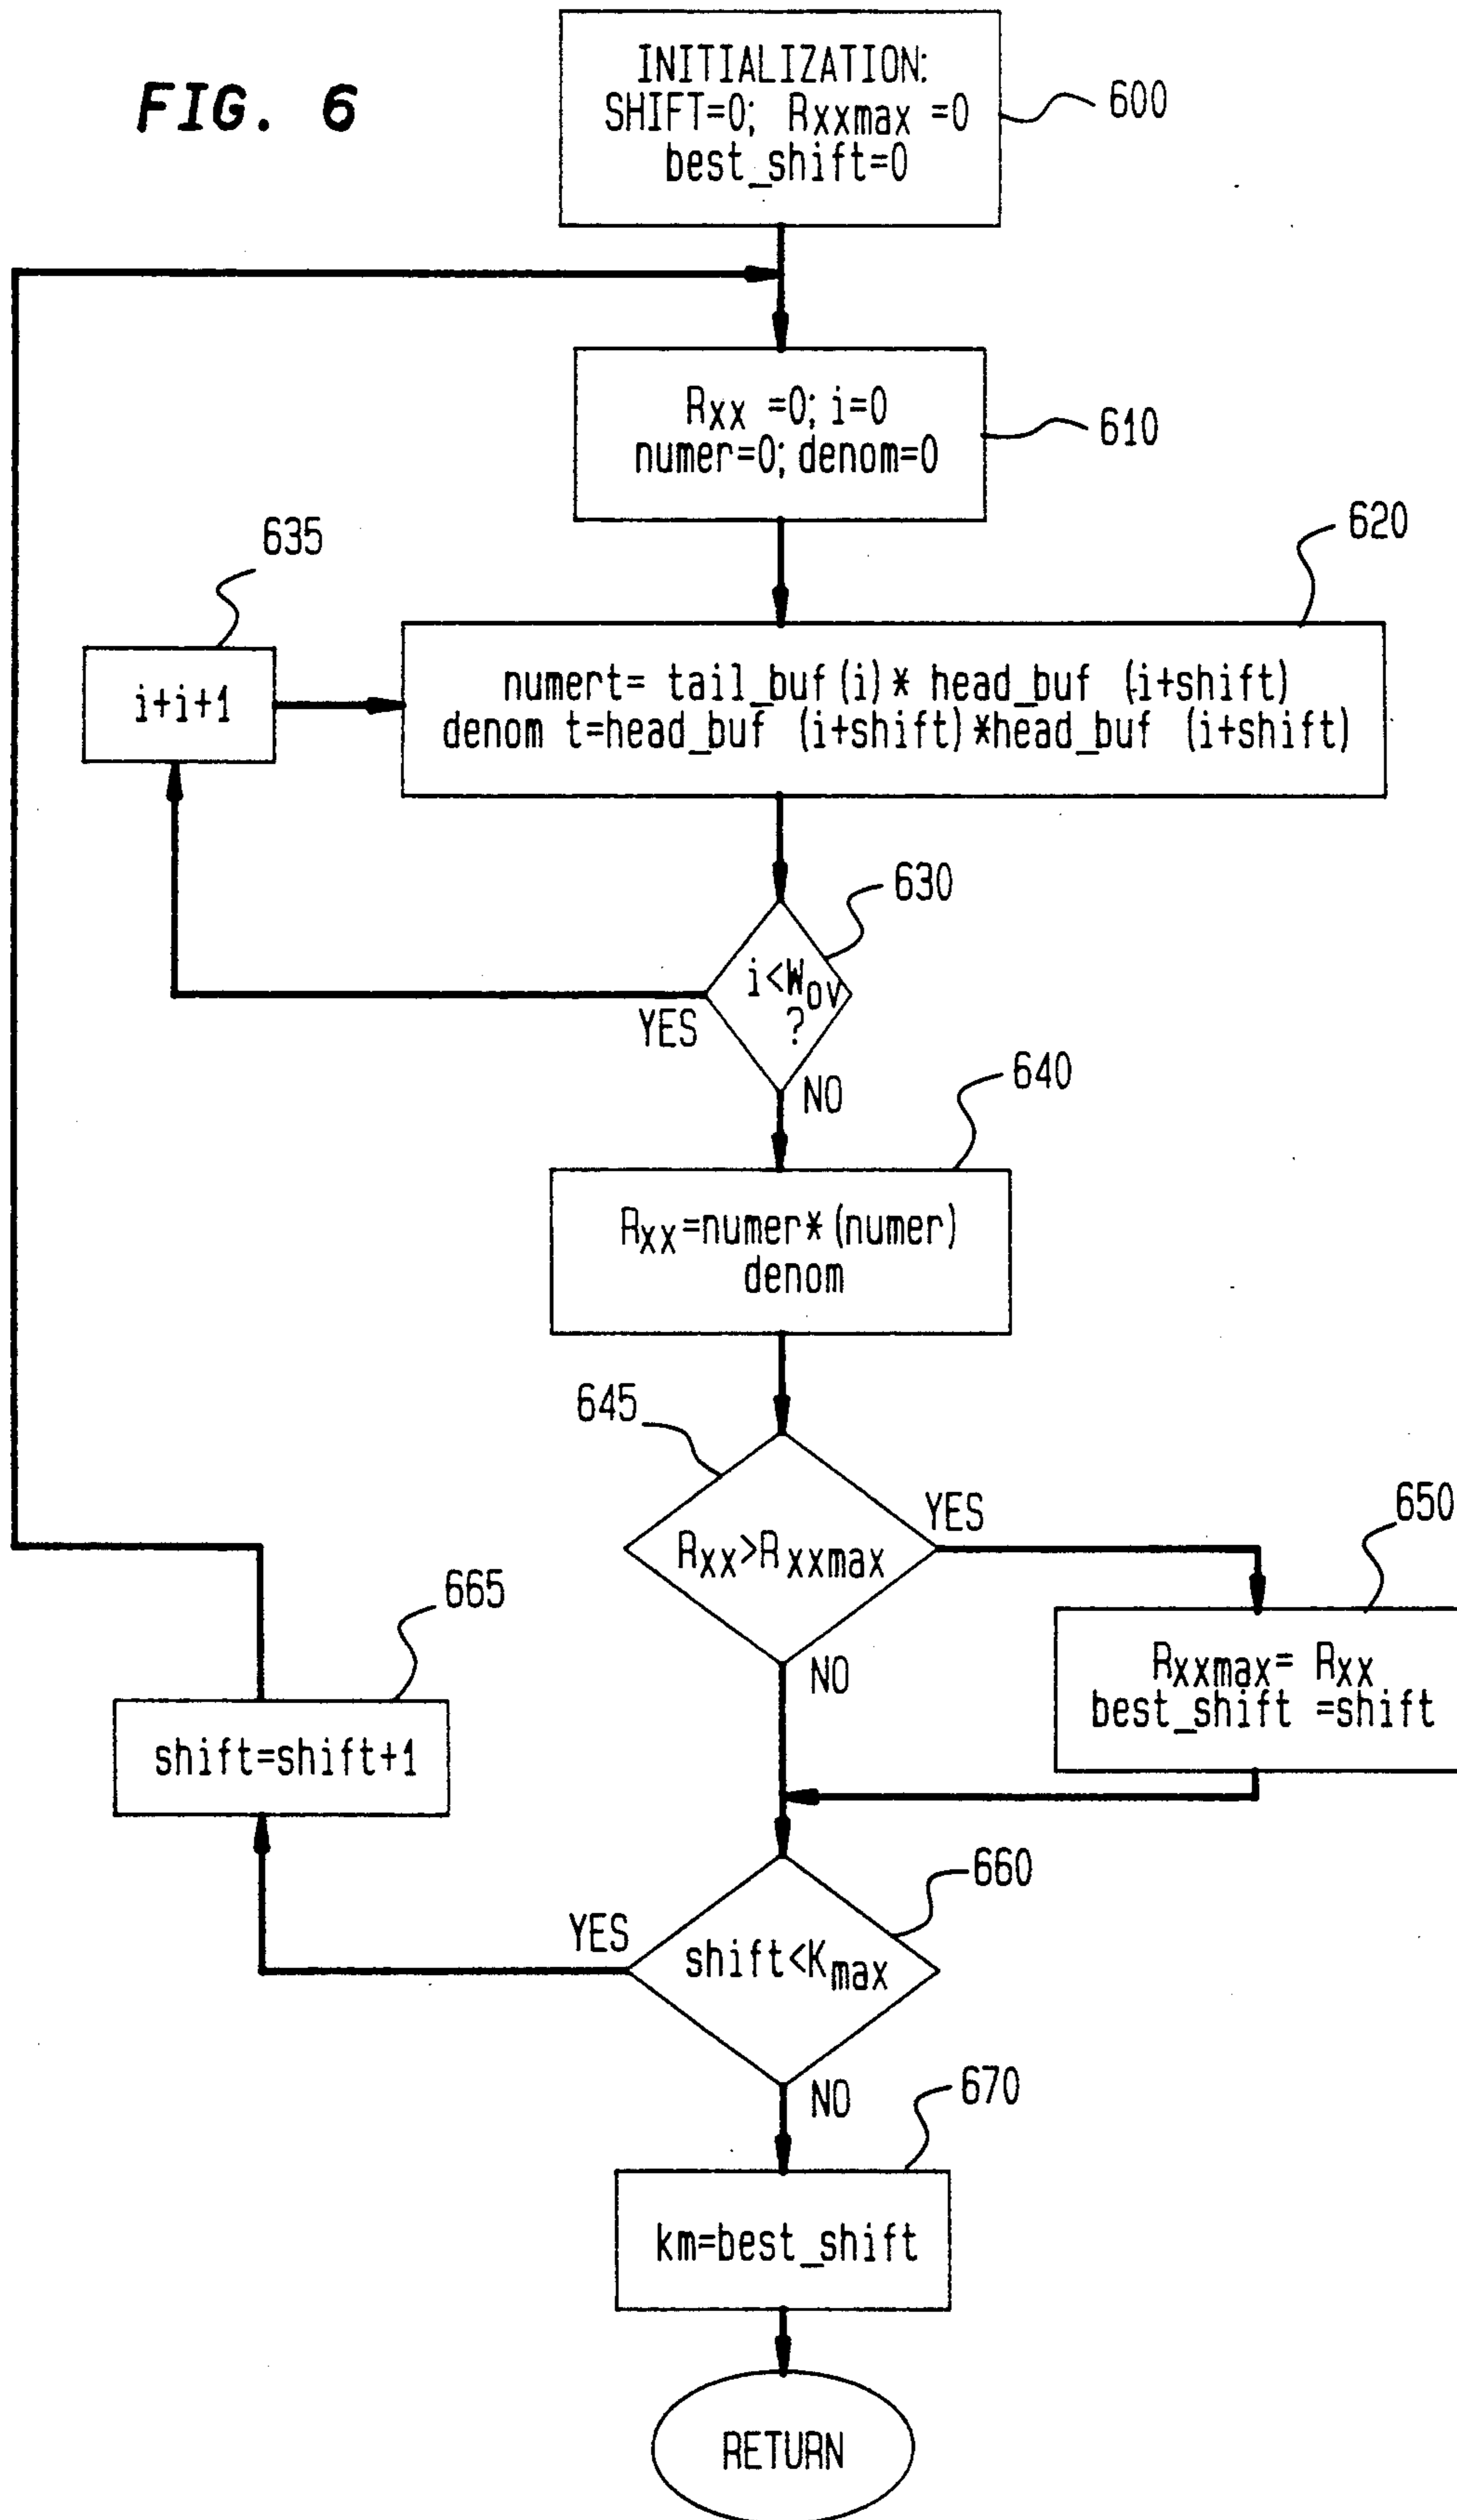 FIG. 6
INITIALIZATION:
SHIFT=0; Rxxmax =0
best_shift=0
600
Rxx =0; i=0
numer=0; denom=0
610
635
620
i+i+1
numert= tail_buf(i)* head_buf (i+shift)
denom t=head_buf (i+shift)*head_buf (i+shift)
630
i<Wov
?
YES
NO
640
Rxx=numer*(numer)
denom
645
YES
650
Rxx>Rxxmax
665
NO
Rxxmax= Rxx
best_shift =shift
shift=shift+1
660
YES
shift<Kmax
NO
670
km=best_shift
RETURN